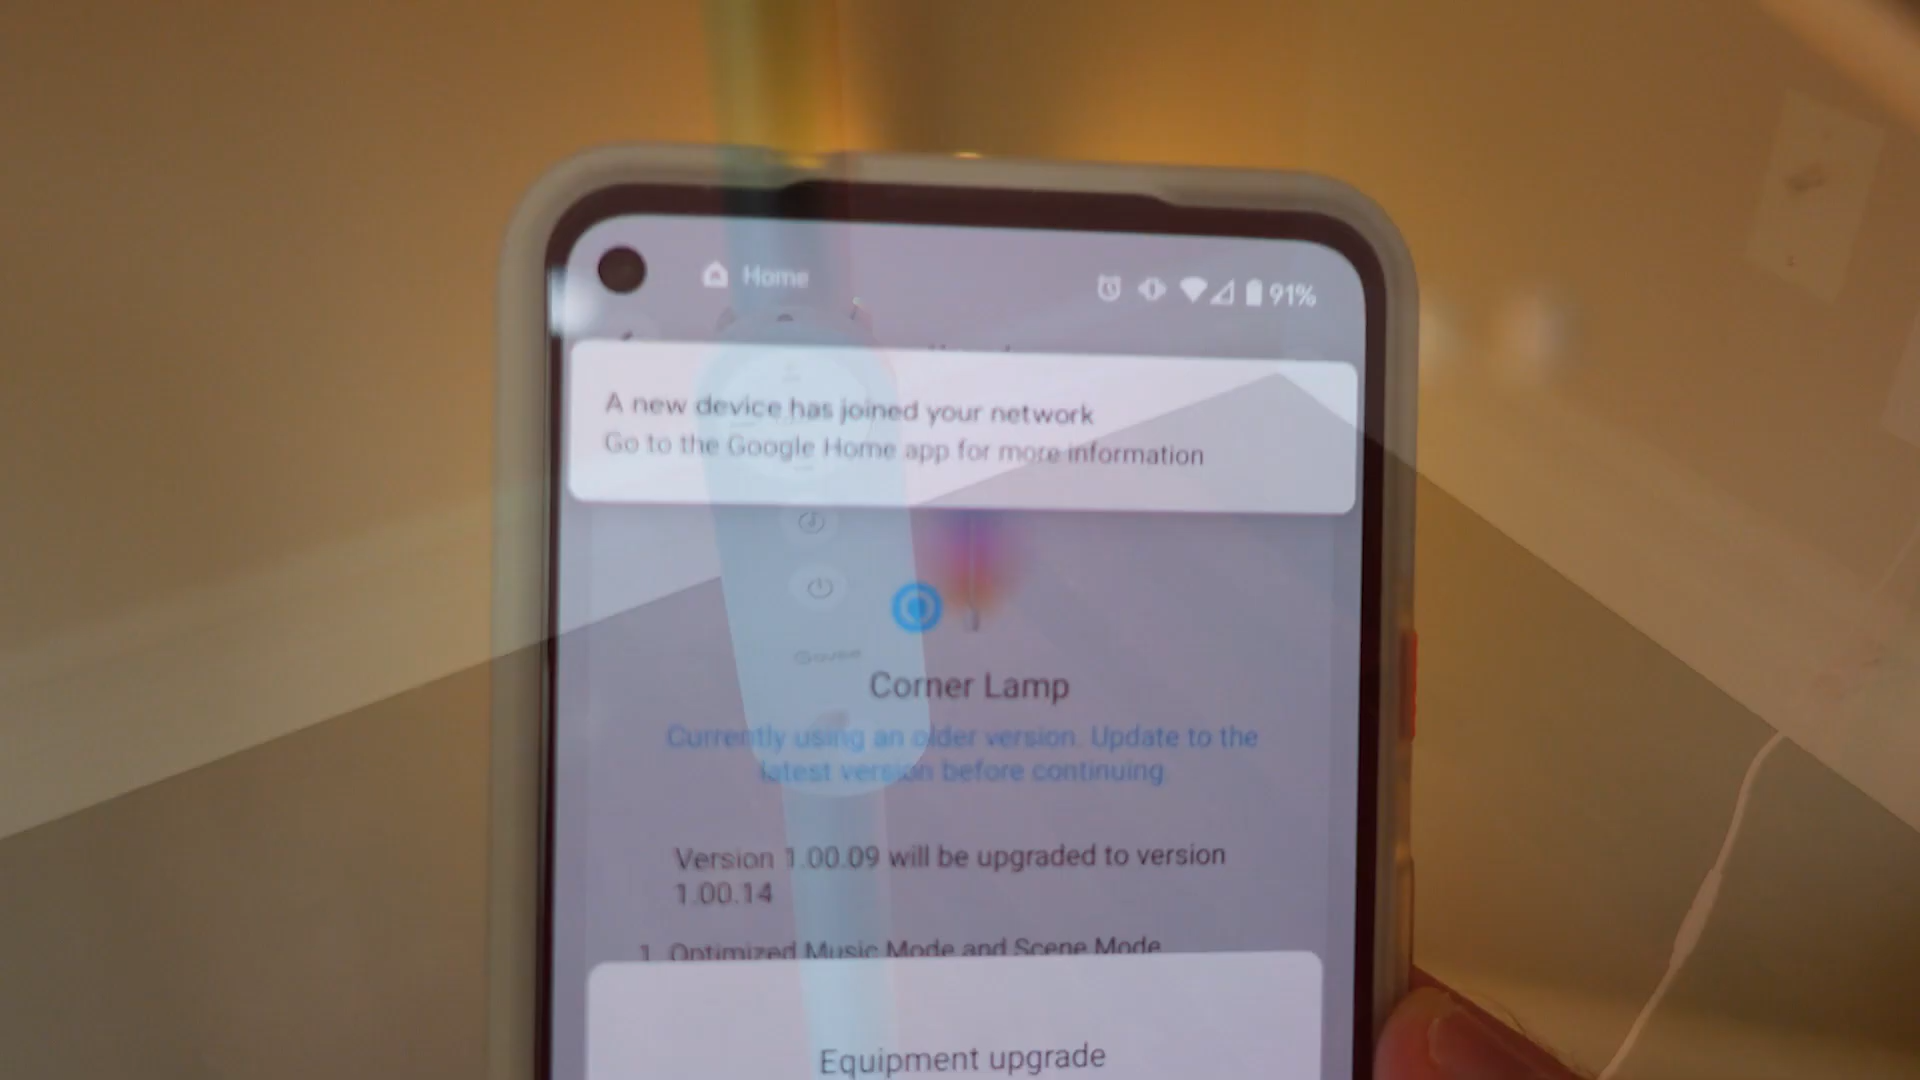 Home
91%
A new device has joined your network
Go to the Google Home app for more information
Govee
Corner Lamp
Currently using an older version. Update to the
latest version before continuing
Version 1.00.09 will be upgraded to version
1.00.14
1. Optimized Music Mode and Scene Mode
Equipment upgrade